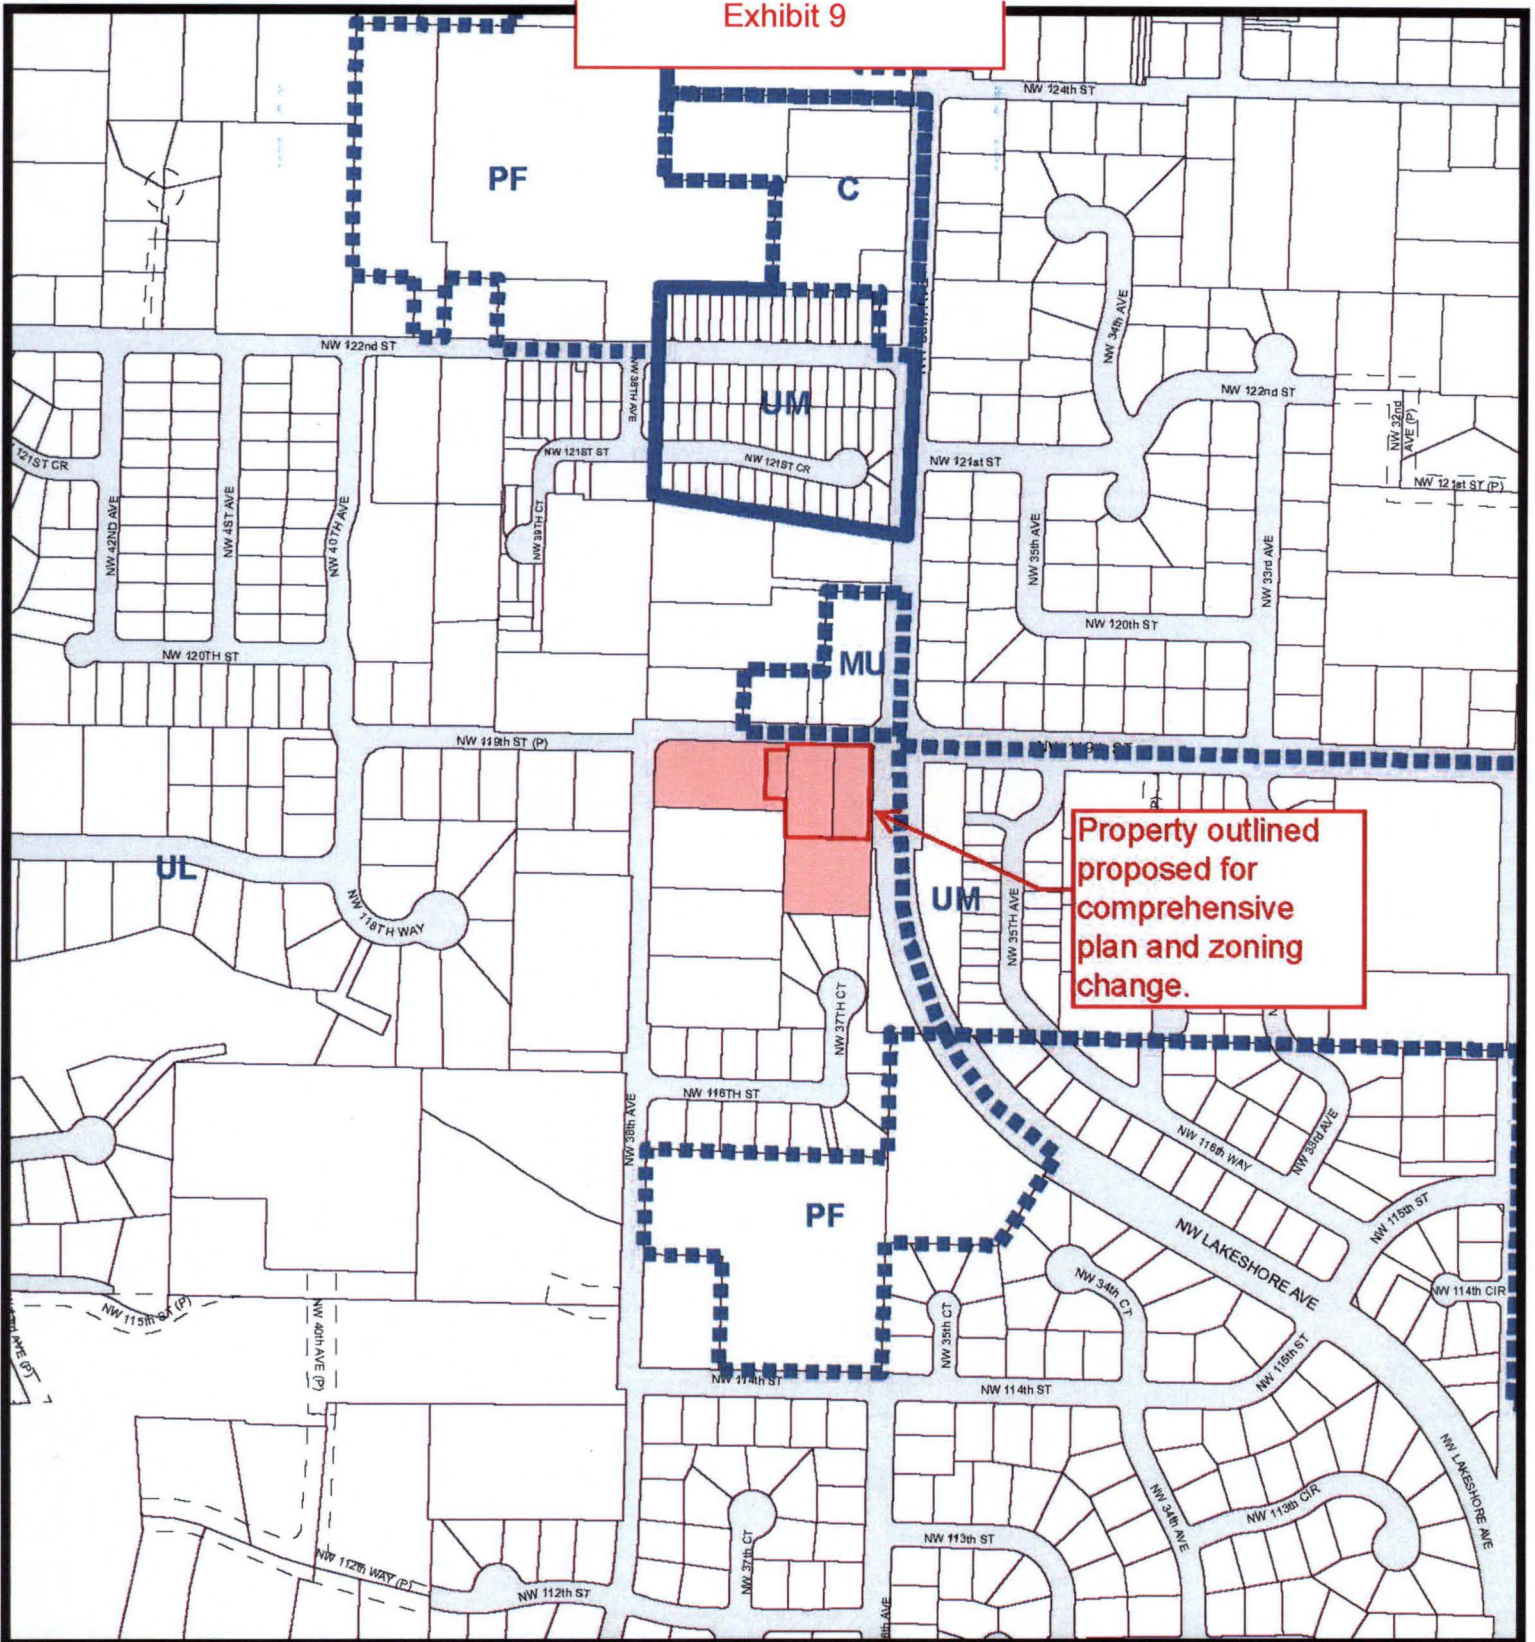 Exhibit 9
NW 124th ST
PF
C
NW 34th AVE
NW 122nd ST
NW 38TH AVE
NW 122nd ST
UM
NW 32nd
AVE (P)
121ST CR
NW 121ST ST
NW 121ST CR
NW 121st ST
NW 121st ST (P)
NW 42ND AVE
NW 41ST AVE
NW 40TH AVE
NW 39TH CT
NW 35th AVE
NW 33rd AVE
NW 120th ST
NW 120TH ST
MU
NW 119th ST (P)
NW 119th ST
P)
Property outlined
proposed for
comprehensive
plan and zoning
change.
UL
UM
NW 118TH WAY
NW 35TH AVE
NW 37TH CT
NW 116TH ST
NW 38th AVE
NW 116th WAY
NW 33rd AVE
PF
NW 115th ST
NW LAKESHORE AVE
NW 34th CT
NW 114th CIR
NW 115th ST (P)
AVE (P)
NW 40th AVE (P)
NW 35th CT
NW 115th ST
NW 114th ST
NW 114th ST
NW LAKESHORE AVE
NW 34th AVE
NW 113th CIR
NW 113th ST
NW 37th CT
NW 112th WAY (P)
NW 112th ST
6th AVE